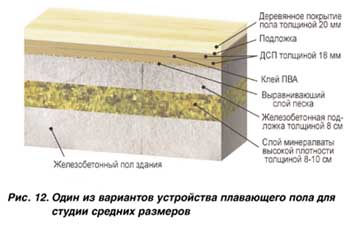 Деревянное покрытие
пола толщиной 20 мм
Подложка
ДСП толщиной 18 мм
Клей ПВА
Выравнивающий
слой песка
Железобетонная под-
ложка толщиной 8 см
Слой минералваты
высокой плотности
толщиной 8-10 см
Железобетонный пол здания
Рис. 12. Один из вариантов устройства плавающего пола для
студии средних размеров